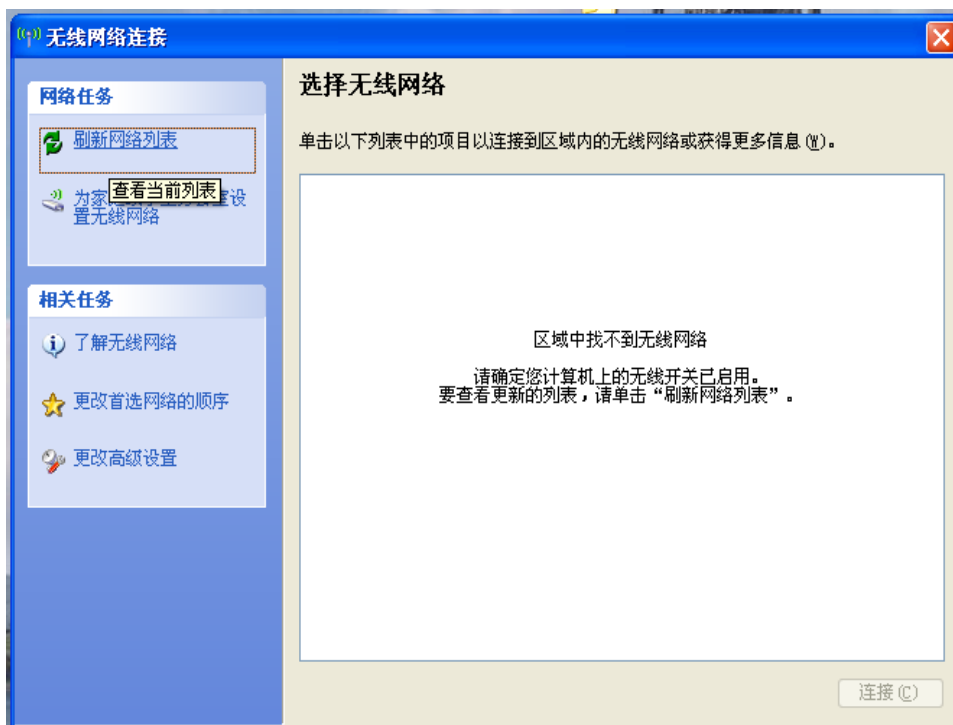 无线网络连接
网络任务
刷新网络列表
查看当前列表
为家
设
置无线网络
相关任务
了解无线网络
更改首选网络的顺序
更改高级设置
选择无线网络
单击以下列表中的项目以连接到区域内的无线网络或获得更多信息(W)。
区域中找不到无线网络
请确定您计算机上的无线开关已启用。
要查看更新的列表，请单击“刷新网络列表”。
连接(C)